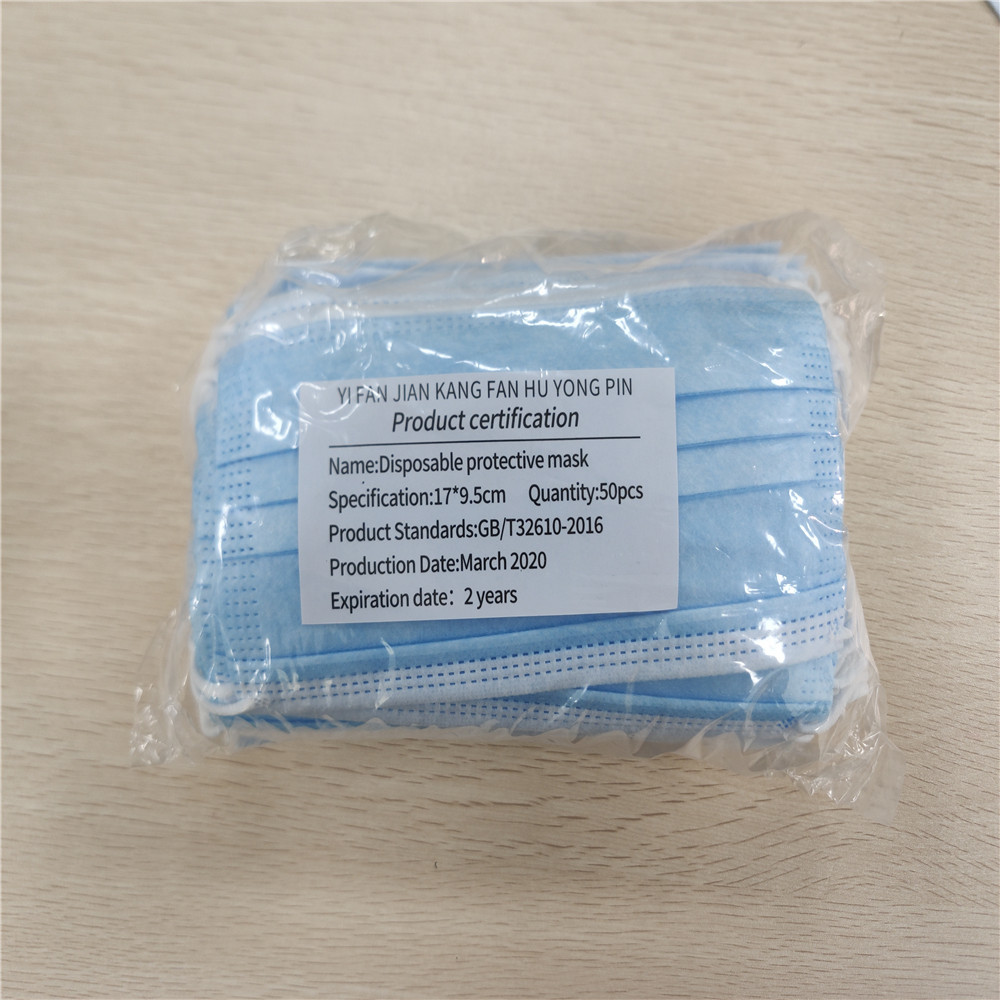 YI FAN JIAN KANG FAN HU YONG PIN
Product certification
Name:Disposable protective mask
Specification:17*9.5cm Quantity:50pcs
Product Standards:GB/T32610-2016
Production Date:March 2020
Expiration date：2 years